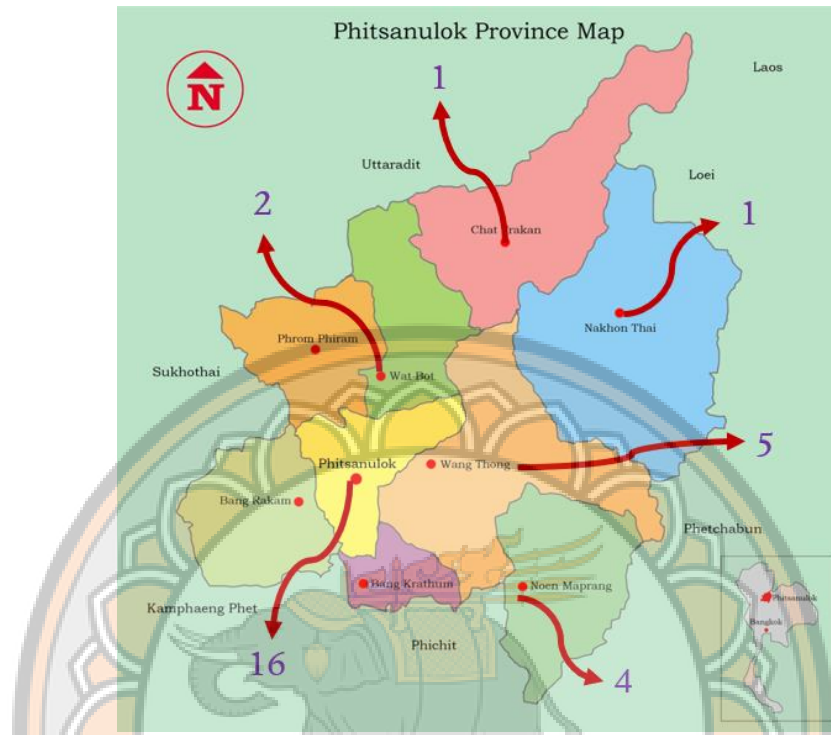 Phitsanulok Province Map
N
1
Laos
Uttaradit
Loei
2
1
Chat Trakan
Nakhon Thai
Phrom Phiram
Sukhothai
Wat Bot
5
Phitsanulok
Wang Thong
Bang Rakam
Phetchabun
Bang Krathum
Noen Maprang
Kamphaeng Phet
Phitsanulok
Bangkok
Phichit
16
4